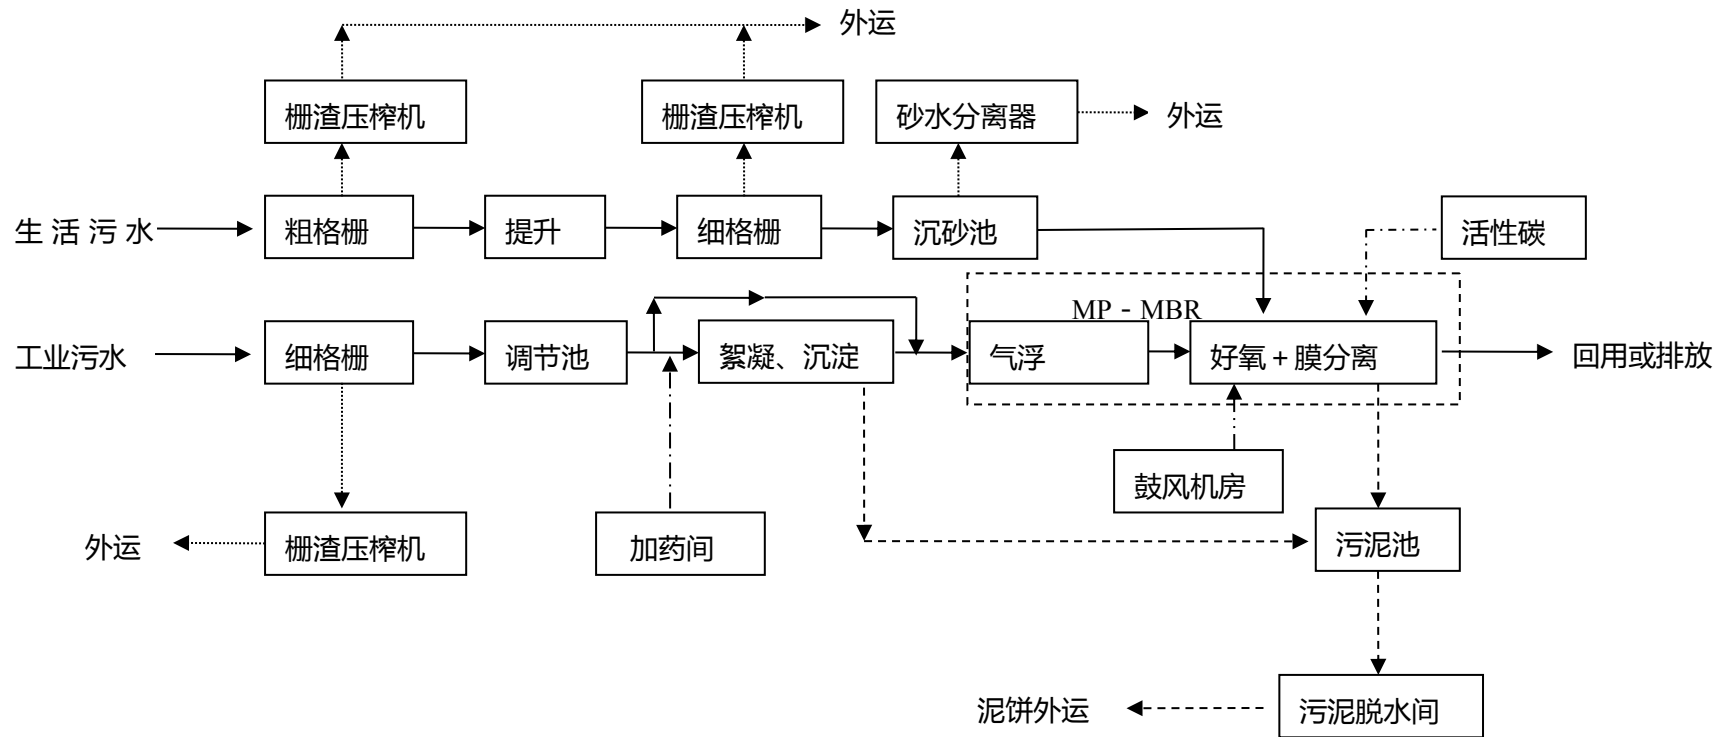 外运
栅渣压榨机
栅渣压榨机
砂水分离器
外运
生活污水
粗格栅
提升
细格栅
沉砂池
活性碳
MP - MBR
工业污水
细格栅
调节池
絮凝、沉淀
气浮
好氧+膜分离
回用或排放
鼓风机房
外运
栅渣压榨机
加药间
污泥池
泥饼外运
污泥脱水间